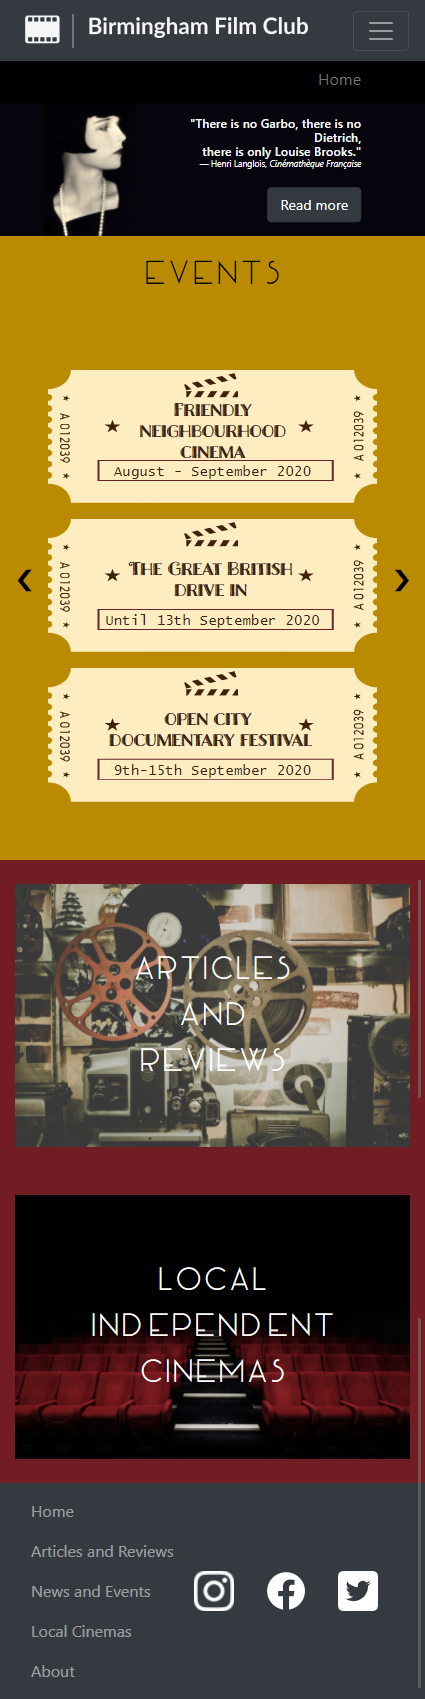 Birmingham Film Club
Home
"There is no Garbo, there is no
Dietrich,
there is only Louise Brooks."
— Henri Langlois, Cinémathèque Française
Read more
EVENTS
A 012039
FRIENDLY
NEIGHBOURHOOD
CINEMA
August - September 2020
A 012039
A 012039
THE GREAT BRITISH
DRIVE IN
Until 13th September 2020
A 012039
A 012039
OPEN CITY
DOCUMENTARY FESTIVAL
9th-15th September 2020
A 012039
ARTICLES
AND
REVIEWS
LOCAL
INDEPENDENT
CINEMAS
Home
Articles and Reviews
News and Events
Local Cinemas
About